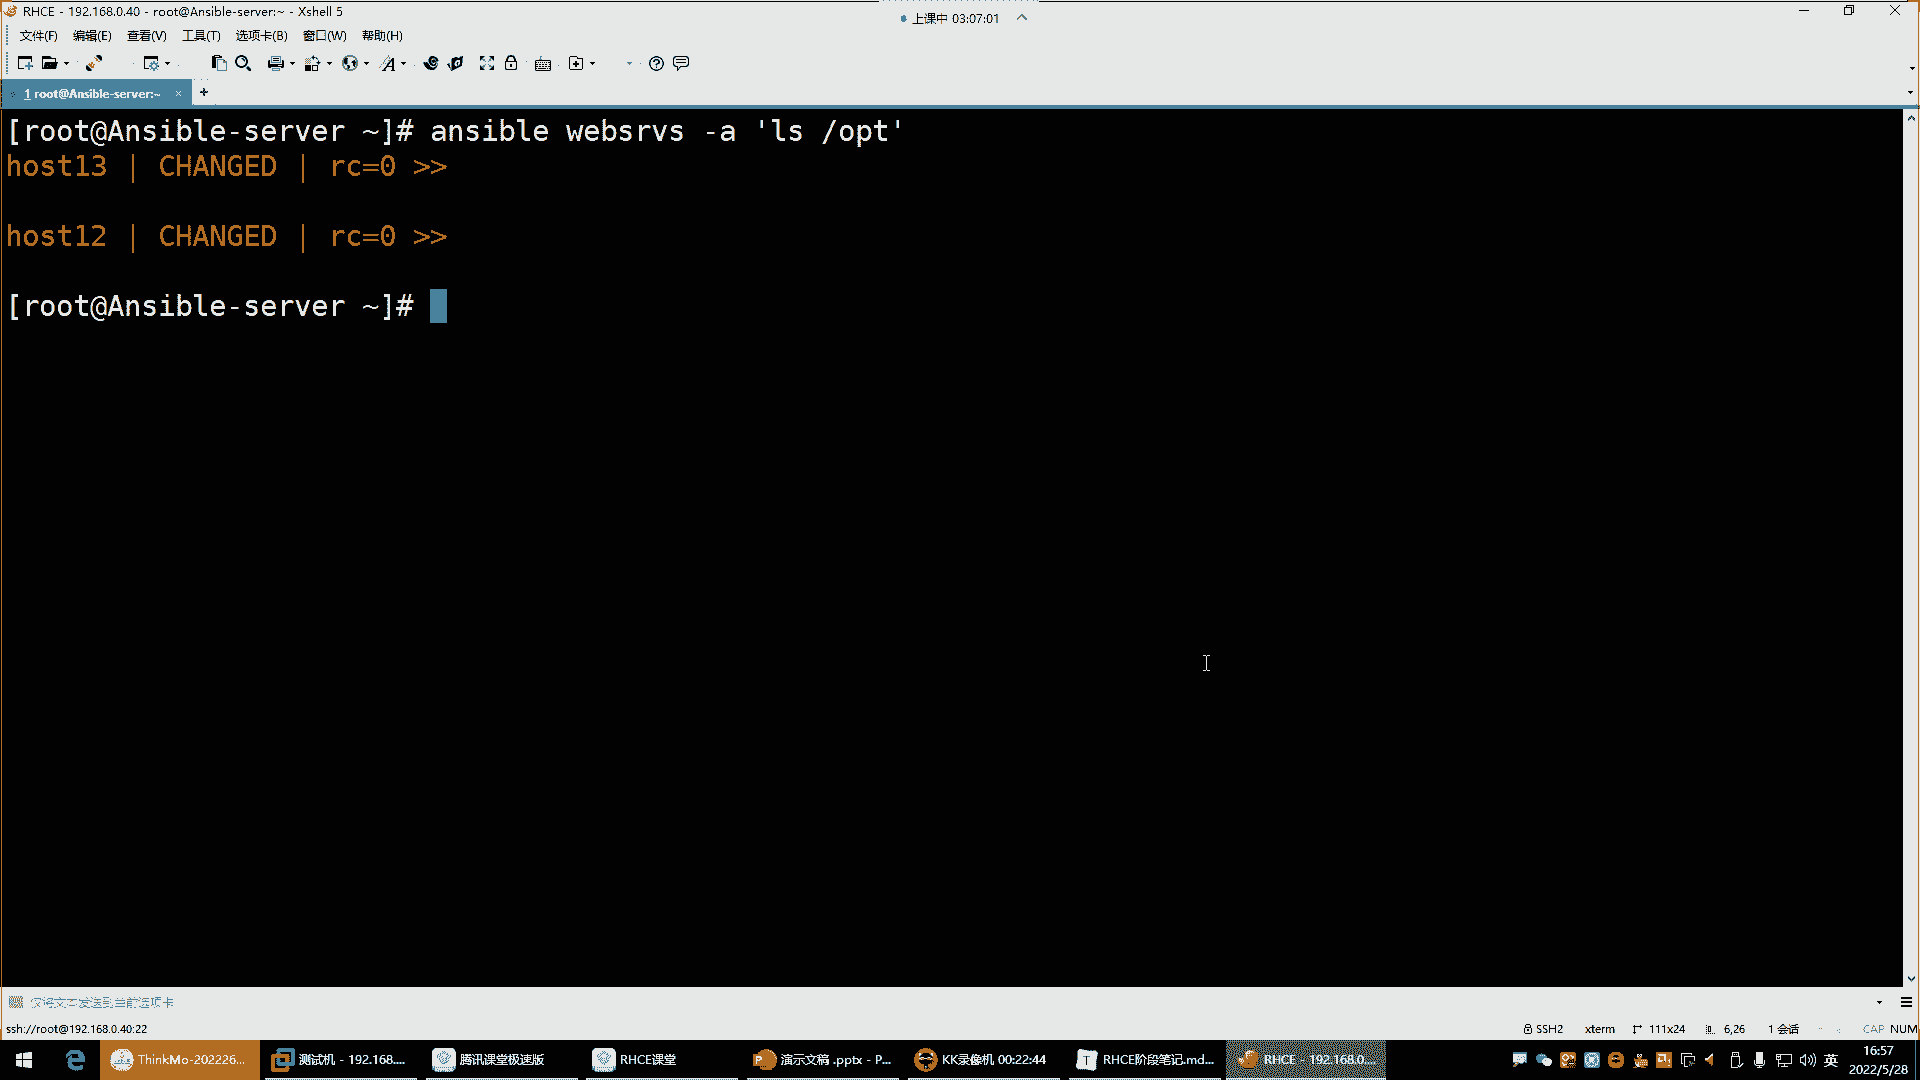 RHCE - 192.168.0.40 - root@Ansible-server:~ - Xshell 5
上课中 03:07:01
文件(F) 编辑(E) 查看(V) 工具(T) 选项卡(B) 窗口(W) 帮助(H)
1 root@Ansible-server:~ × +
[root@Ansible-server ~]# ansible websrvs -a 'ls /opt'
host13 | CHANGED | rc=0 >>
host12 | CHANGED | rc=0 >>
[root@Ansible-server ~]#
仅将文本发送到当前选项卡
ssh://root@192.168.0.40:22 SSH2 xterm 111x24 6,26 1 会话 CAP NUM
ThinkMo-202226... 测试机 - 192.168.... 腾讯课堂极速版 RHCE课堂 演示文稿 .pptx - P... KK录像机 00:22:44 RHCE阶段笔记.md... RHCE - 192.168.0... 英 16:57
2022/5/28